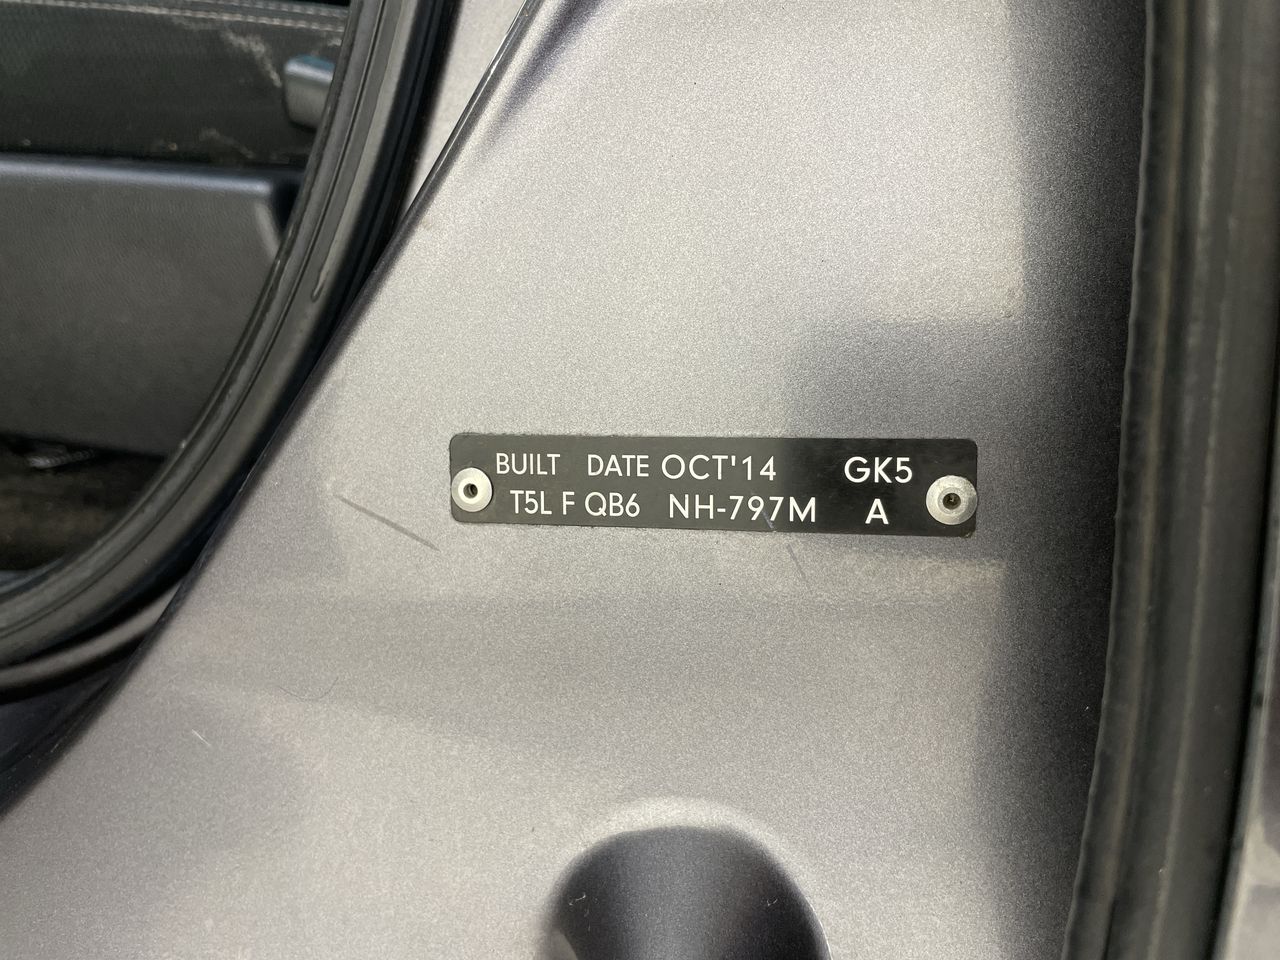 BUILT DATE OCT'14 GK5
T5L F QB6 NH-797M A